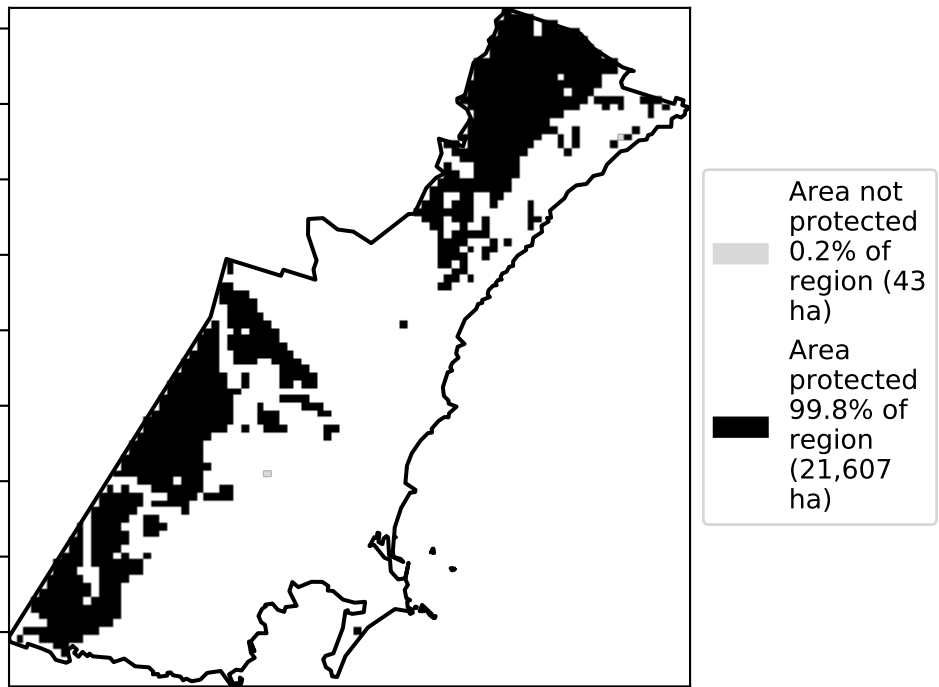 Area not
protected
0.2% of
region (43
ha)
Area
protected
99.8% of
region
(21,607
ha)